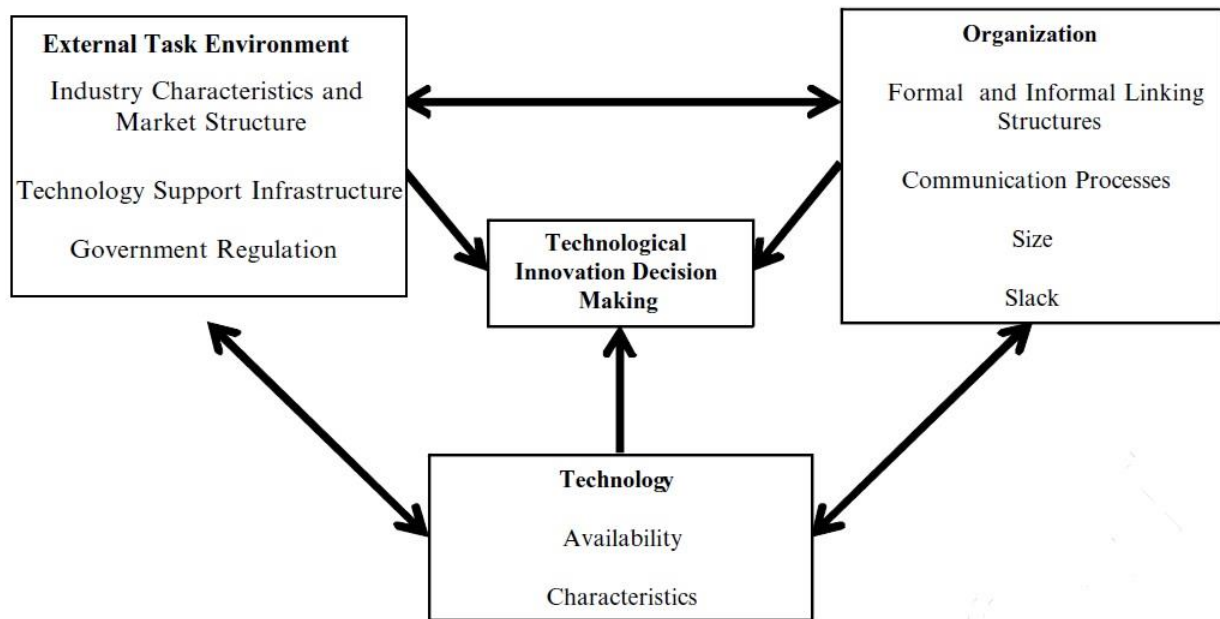 External Task Environment
Industry Characteristics and
Market Structure
Technology Support Infrastructure
Government Regulation
Organization
Formal and Informal Linking
Structures
Communication Processes
Size
Slack
Technological
Innovation Decision
Making
Technology
Availability
Characteristics